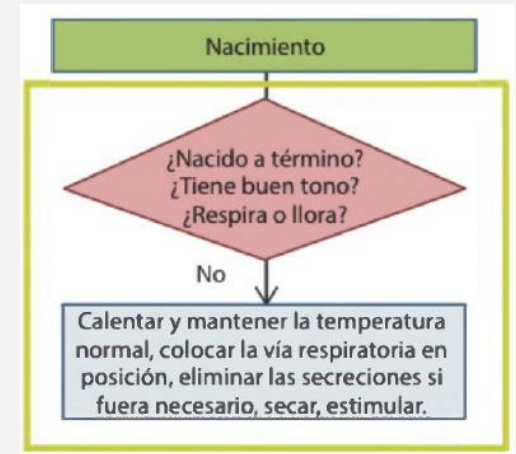 Nacimiento
¿Nacido a término?
¿Tiene buen tono?
¿Respira o llora?
No
Calentar y mantener la temperatura
normal, colocar la vía respiratoria en
posición, eliminar las secreciones si
fuera necesario, secar, estimular.